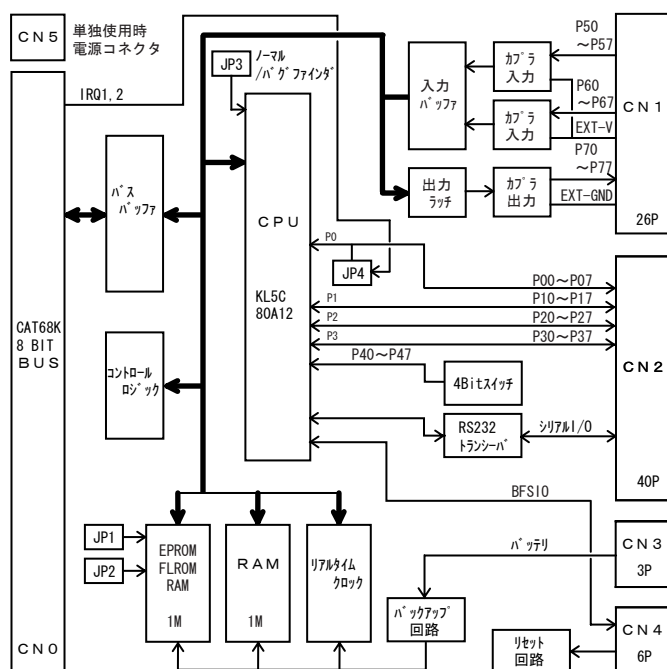 CN5
単独使用時
電源コネクタ
IRQ1,2
JP3
ノーマル
/バグファインダ
入力
バッファ
カプラ
入力
カプラ
入力
P50
～P57
P60
～P67
EXT-V
P70
～P77
EXT-GND
CN1
26P
出力
ラッチ
カプラ
出力
バス
バッファ
CPU
KL5C
80A12
P0
JP4
P00～P07
P1
P10～P17
P2
P20～P27
P3
P30～P37
P40～P47
4Bitスイッチ
RS232
トランシーバ
シリアルI/O
BFSIO
CN2
40P
CAT68K
8 BIT
BUS
コントロール
ロジック
JP1
JP2
EPROM
FLROM
RAM
1M
RAM
1M
リアルタイム
クロック
バッテリ
バックアップ
回路
リセット
回路
CN3
3P
CN4
6P
CN0